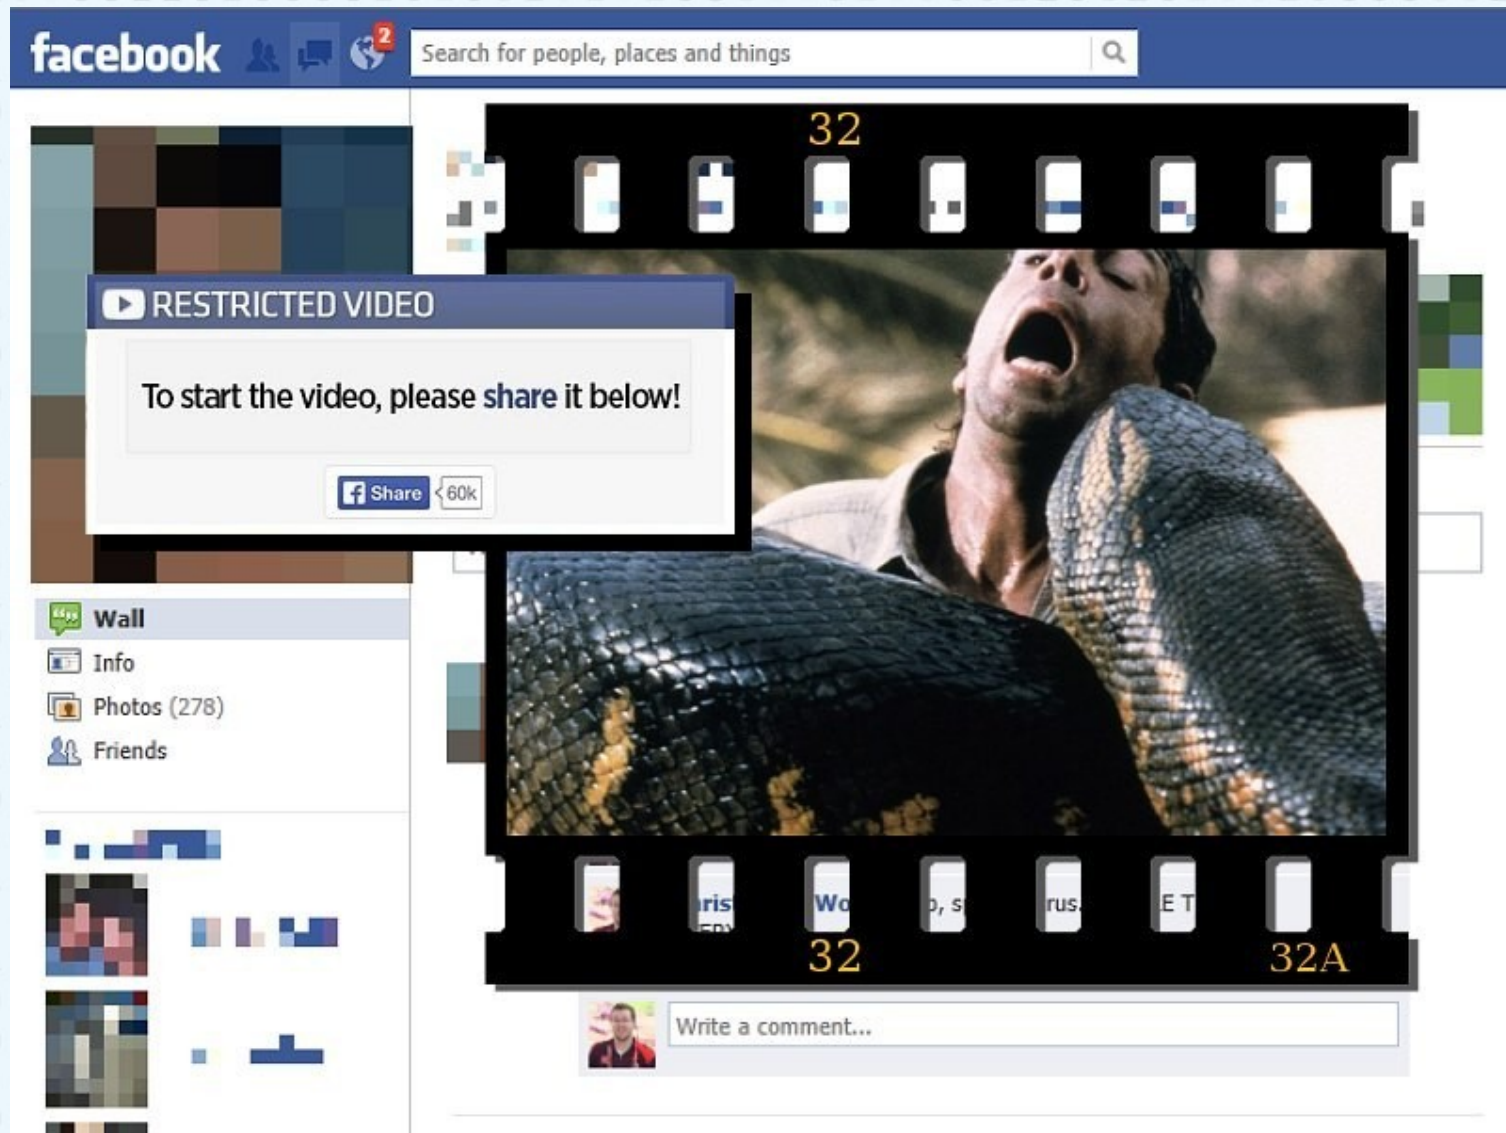 facebook
2
Search for people, places and things
32
RESTRICTED VIDEO
To start the video, please share it below!
Share
60k
Wall
Info
Photos (278)
Friends
Wo
E T
32
32A
Write a comment...